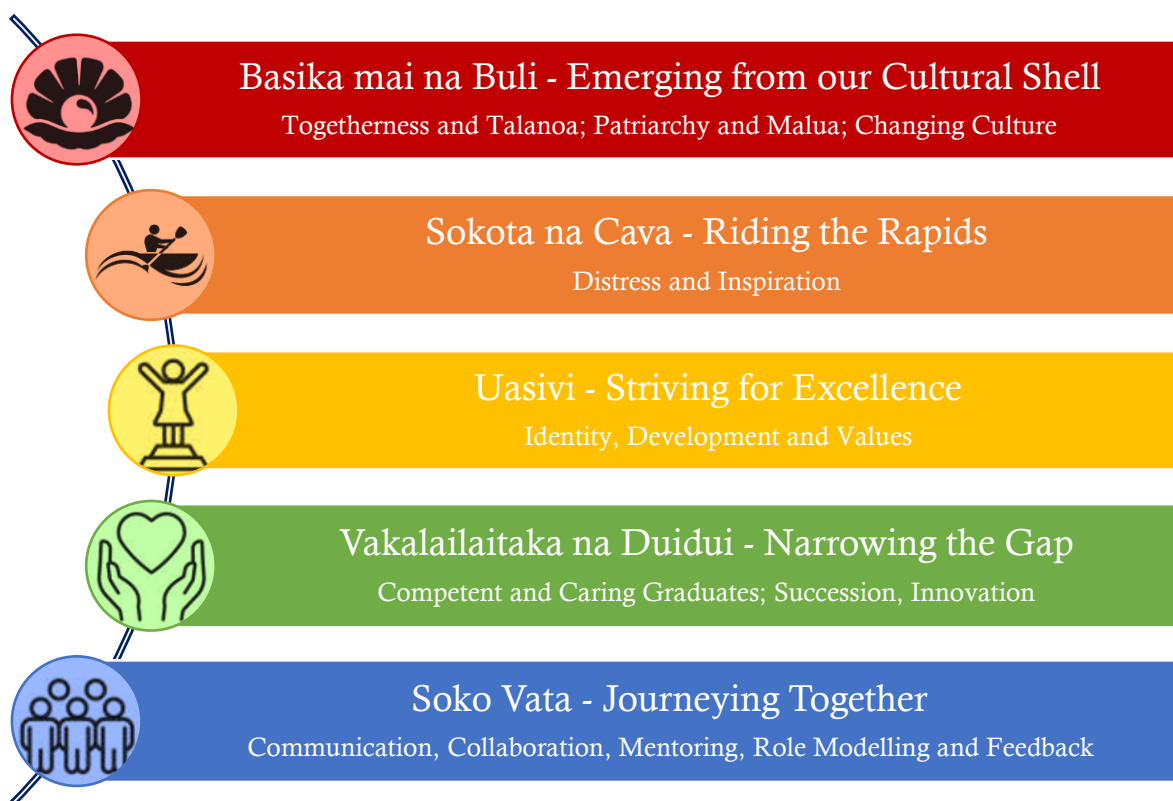 Basika mai na Buli - Emerging from our Cultural Shell
Togetherness and Talanoa; Patriarchy and Malua; Changing Culture
Sokota na Cava - Riding the Rapids
Distress and Inspiration
Uasivi - Striving for Excellence
Identity, Development and Values
Vakalailaitaka na Duidui - Narrowing the Gap
Competent and Caring Graduates; Succession, Innovation
Soko Vata - Journeying Together
Communication, Collaboration, Mentoring, Role Modelling and Feedback